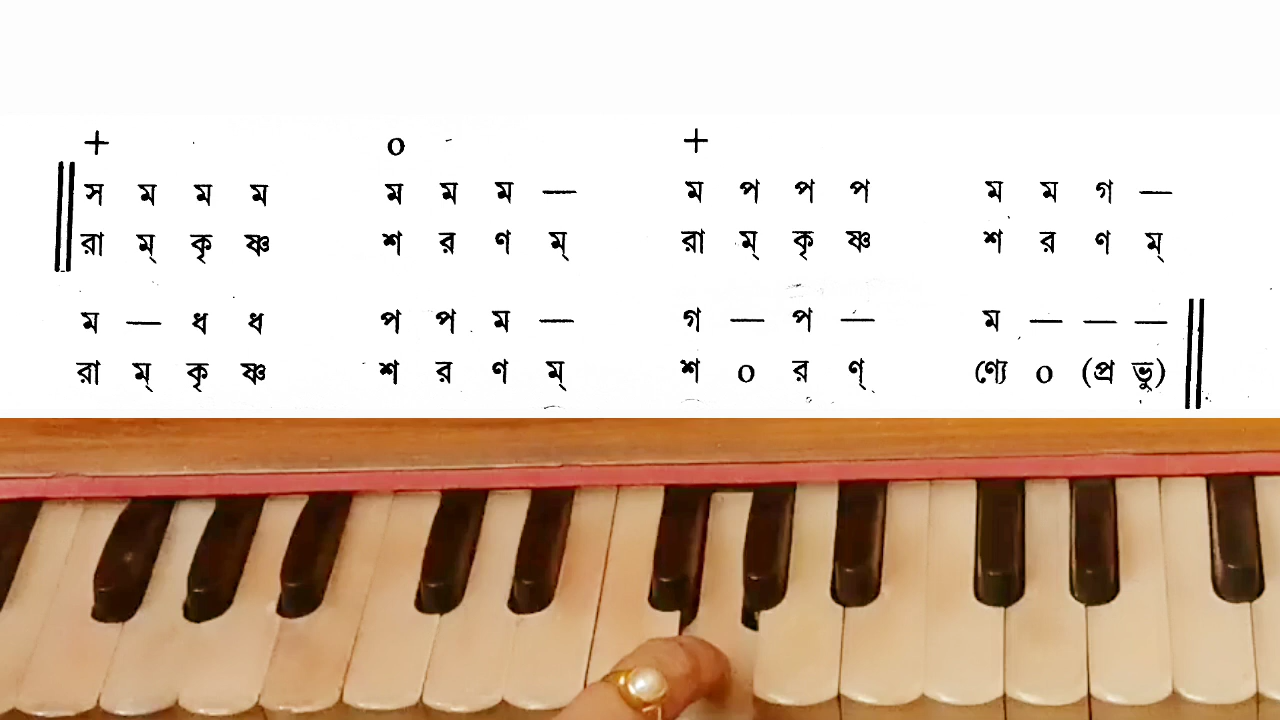 + o +
স ম ম ম ম ম ম — ম প প প ম ম গ —
রা ম্ কৃ ষ্ণ শ র ণ ম্ রা ম্ কৃ ষ্ণ শ র ণ ম্
ম — ধ ধ প প ম — গ — প — ম — — —
রা ম্ কৃ ষ্ণ শ র ণ ম্ শ o র ণ্ ণ্যে o (প্র ভু)